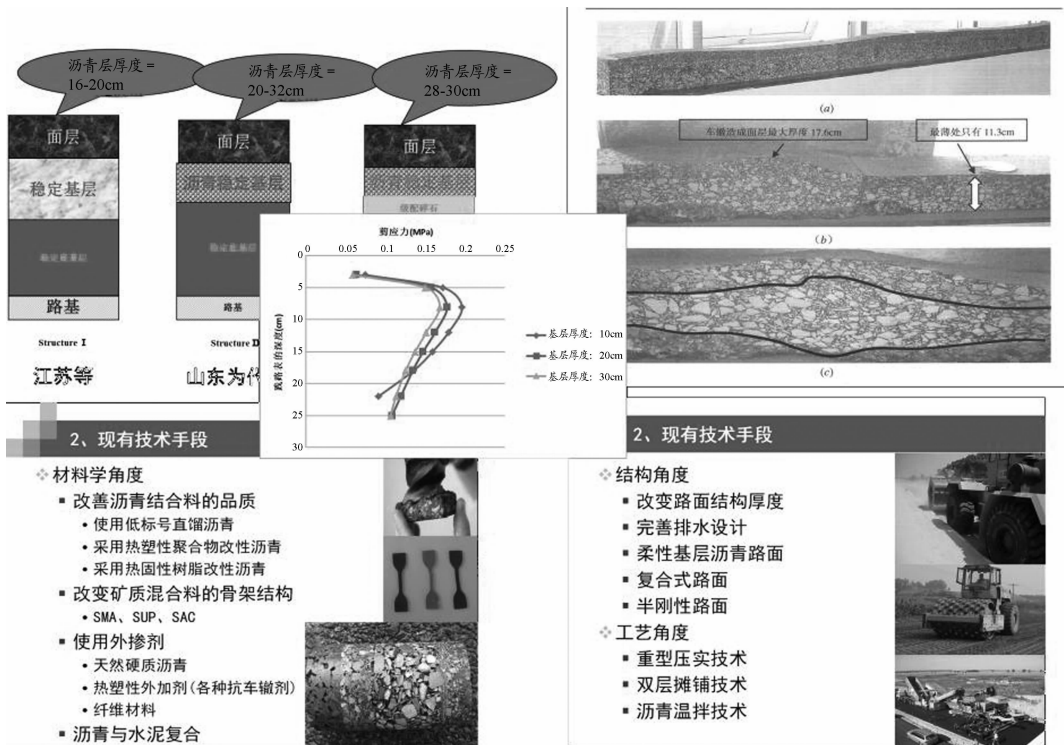 沥青层厚度=
16-20cm
沥青层厚度=
20-32cm
沥青层厚度=
28-30cm
面层
稳定基层
路基
Structure Ⅰ
江苏等
面层
沥青稳定基层
路基
Structure Ⅱ
山东为代
面层
级配碎石
剪应力(MPa)
0 0.05 0.1 0.15 0.2 0.25
0
5
10
15
20
25
30
基层厚度：10cm
基层厚度：20cm
基层厚度：30cm
(a)
车辙造成面层最大厚度17.6cm
最薄处只有11.3cm
(b)
(c)
2、现有技术手段
材料学角度
改善沥青结合料的品质
使用低标号直馏沥青
采用热塑性聚合物改性沥青
采用热固性树脂改性沥青
改变矿质混合料的骨架结构
SMA、SUP、SAC
使用外掺剂
天然硬质沥青
热塑性外加剂(各种抗车辙剂)
纤维材料
沥青与水泥复合
2、现有技术手段
结构角度
改变路面结构厚度
完善排水设计
柔性基层沥青路面
复合式路面
半刚性路面
工艺角度
重型压实技术
双层摊铺技术
沥青温拌技术